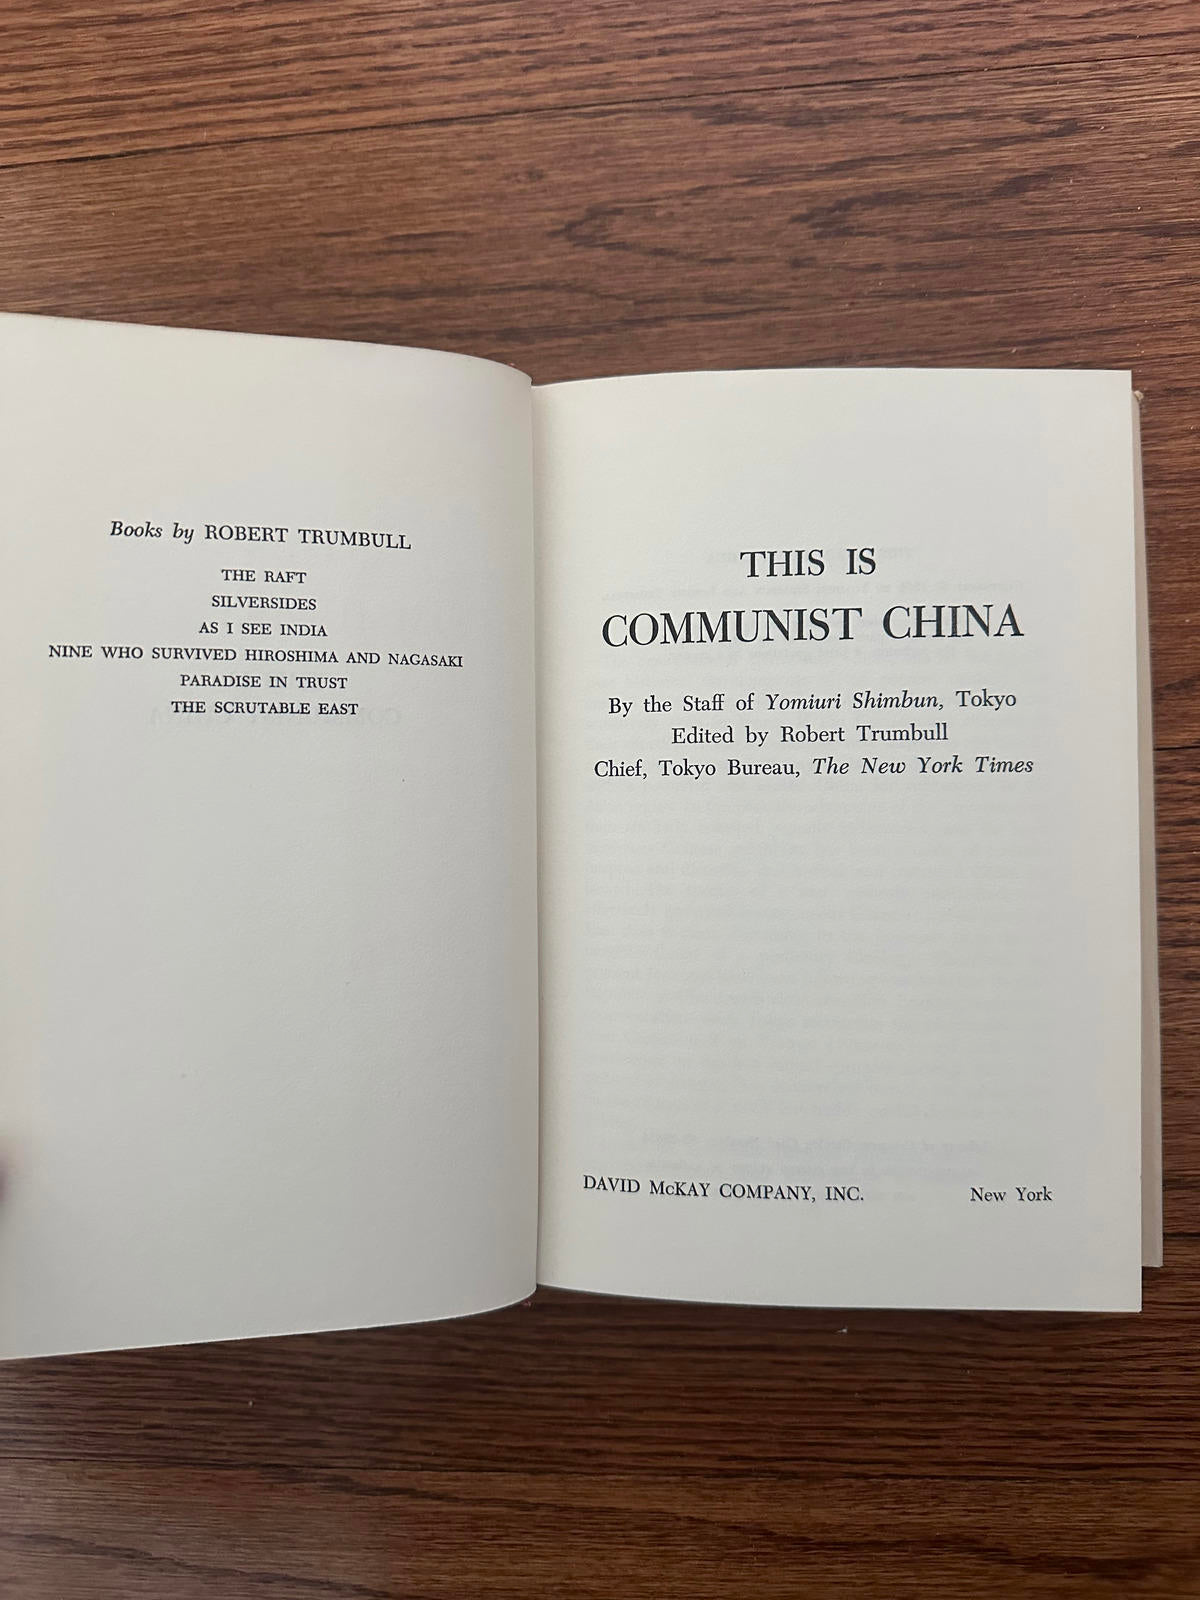 Books by ROBERT TRUMBULL
THE RAFT
SILVERSIDES
AS I SEE INDIA
NINE WHO SURVIVED HIROSHIMA AND NAGASAKI
PARADISE IN TRUST
THE SCRUTABLE EAST
THIS IS
COMMUNIST CHINA
By the Staff of Yomiuri Shimbun, Tokyo
Edited by Robert Trumbull
Chief, Tokyo Bureau, The New York Times
DAVID McKAY COMPANY, INC. New York